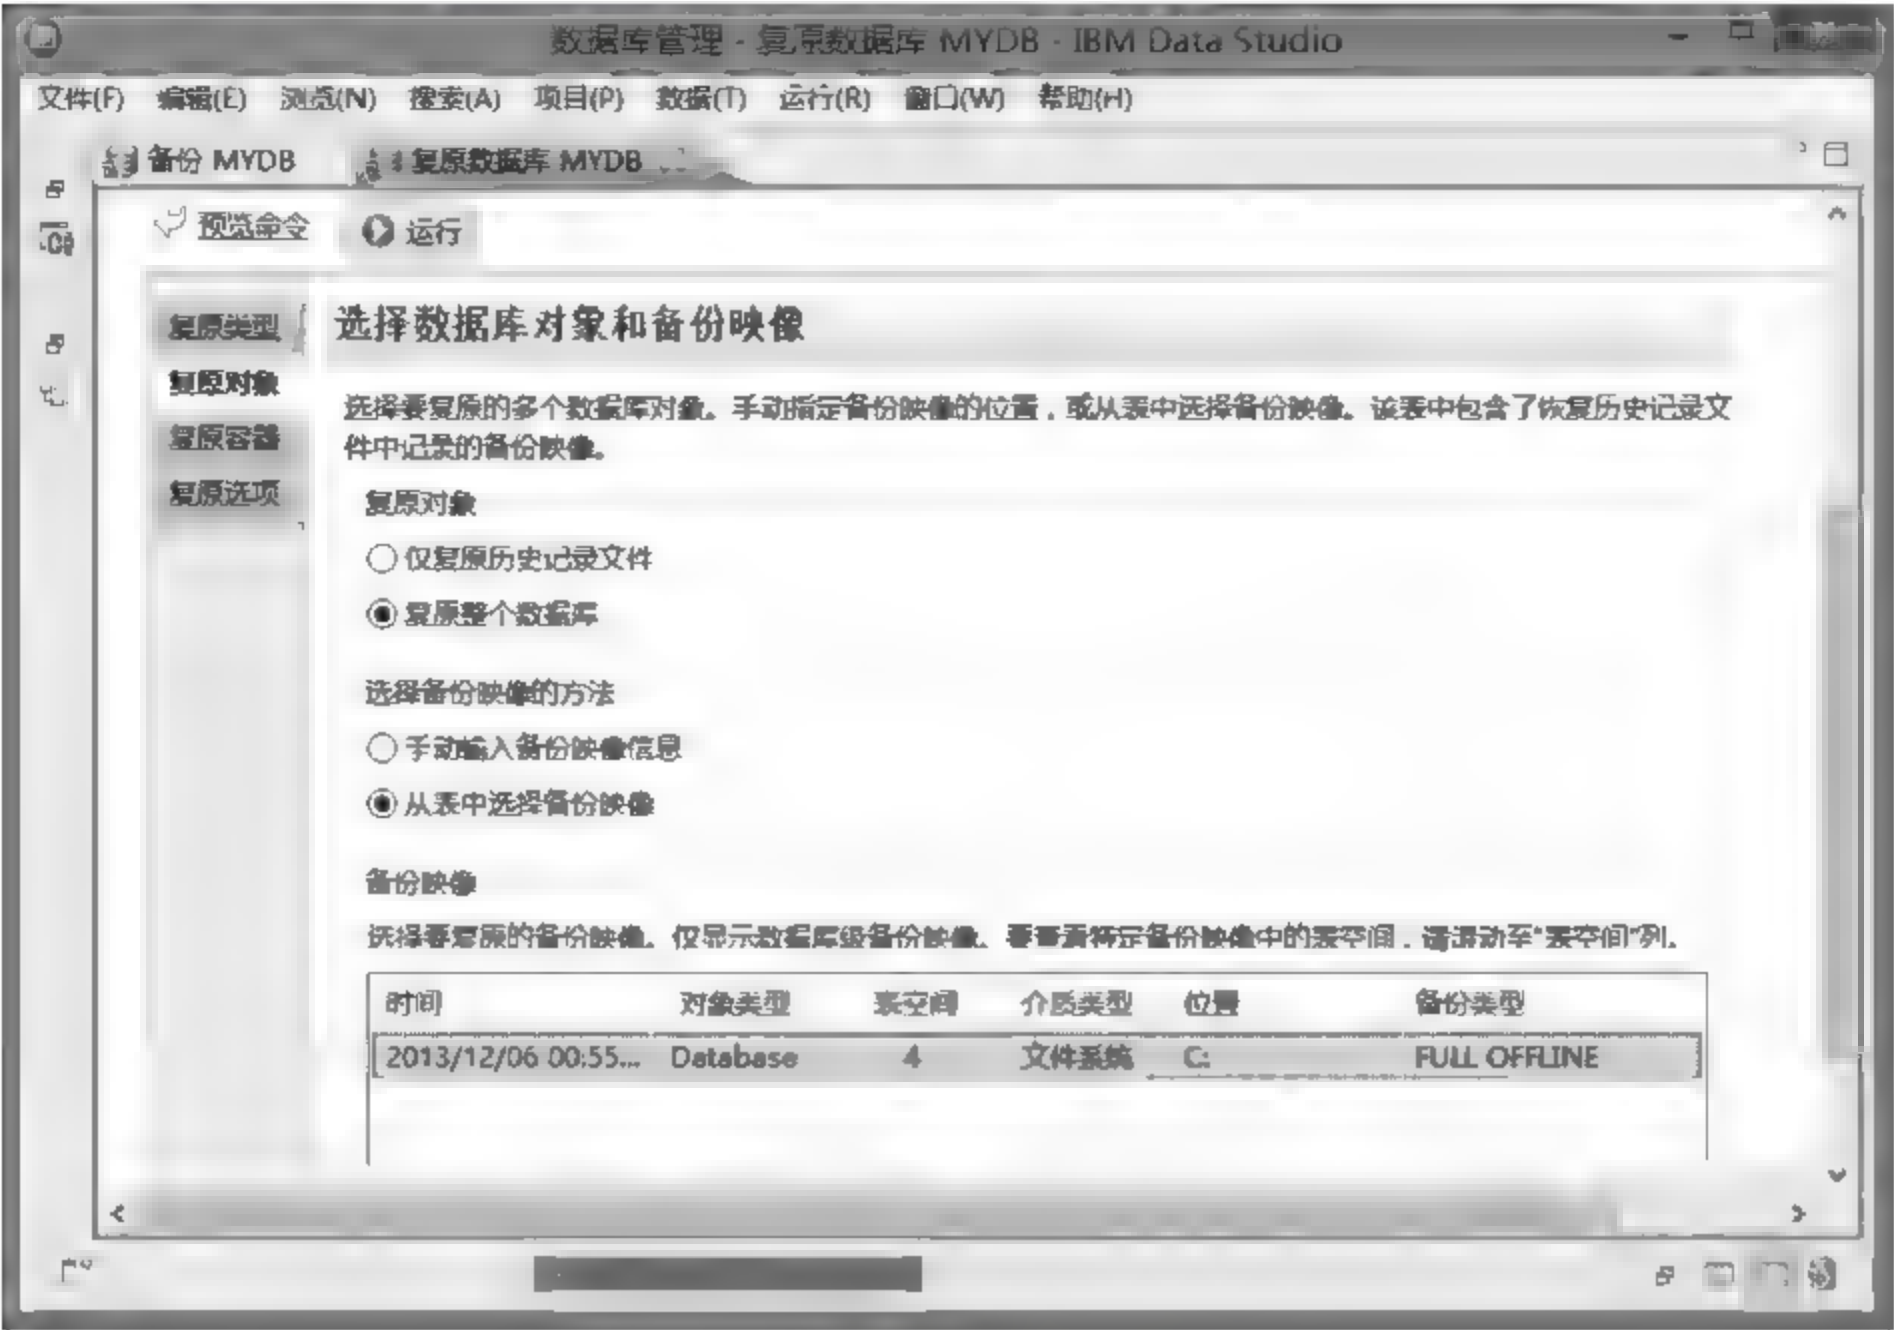 数据库管理 - 复原数据库 MYDB - IBM Data Studio
文件(F) 编辑(E) 浏览(N) 搜索(A) 项目(P) 数据(T) 运行(R) 窗口(W) 帮助(H)
备份 MYDB 复原数据库 MYDB
预览命令 运行
复原类型
复原对象
复原容器
复原选项
选择数据库对象和备份映像
选择要复原的多个数据库对象。手动指定备份映像的位置，或从表中选择备份映像。该表中包含了恢复历史记录文
件中记录的备份映像。
复原对象
仅复原历史记录文件
复原整个数据库
选择备份映像的方法
手动输入备份映像信息
从表中选择备份映像
备份映像
选择要复原的备份映像。仅显示数据库级备份映像。要查看特定备份映像中的表空间，请滚动至“表空间”列。
时间 对象类型 表空间 介质类型 位置 备份类型
2013/12/06 00:55... Database 4 文件系统 C: FULL OFFLINE